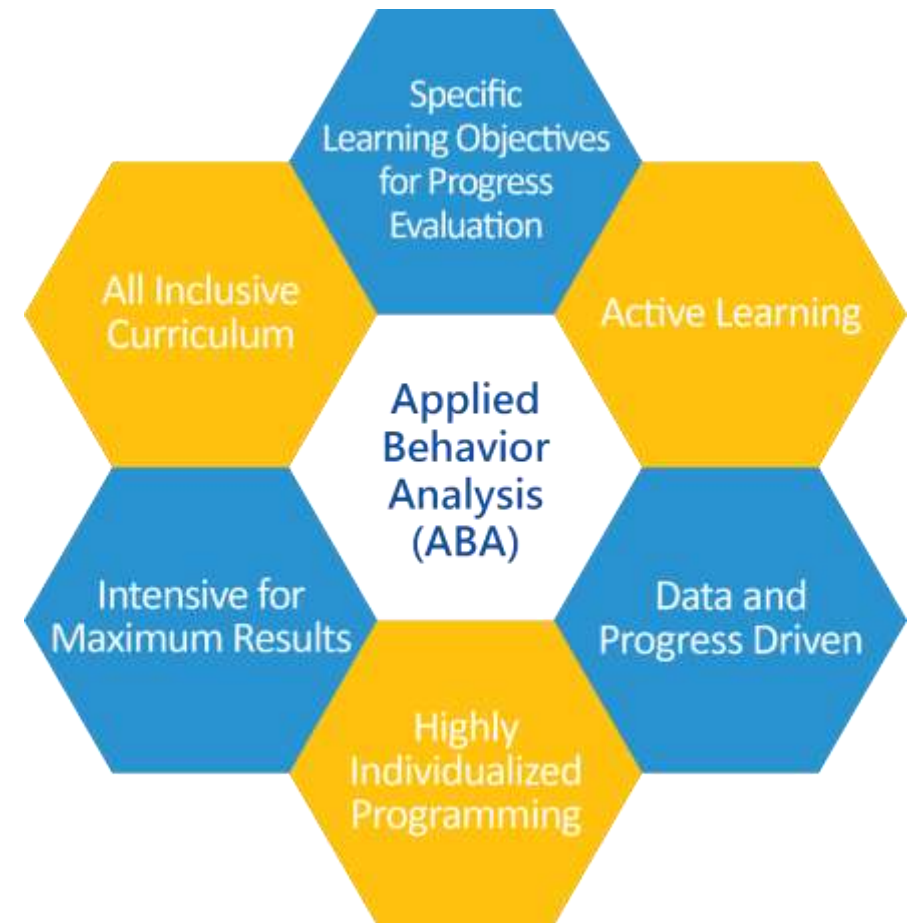 Specific
Learning Objectives
for Progress
Evaluation
All Inclusive
Curriculum
Active Learning
Applied
Behavior
Analysis
(ABA)
Intensive for
Maximum Results
Data and
Progress Driven
Highly
Individualized
Programming